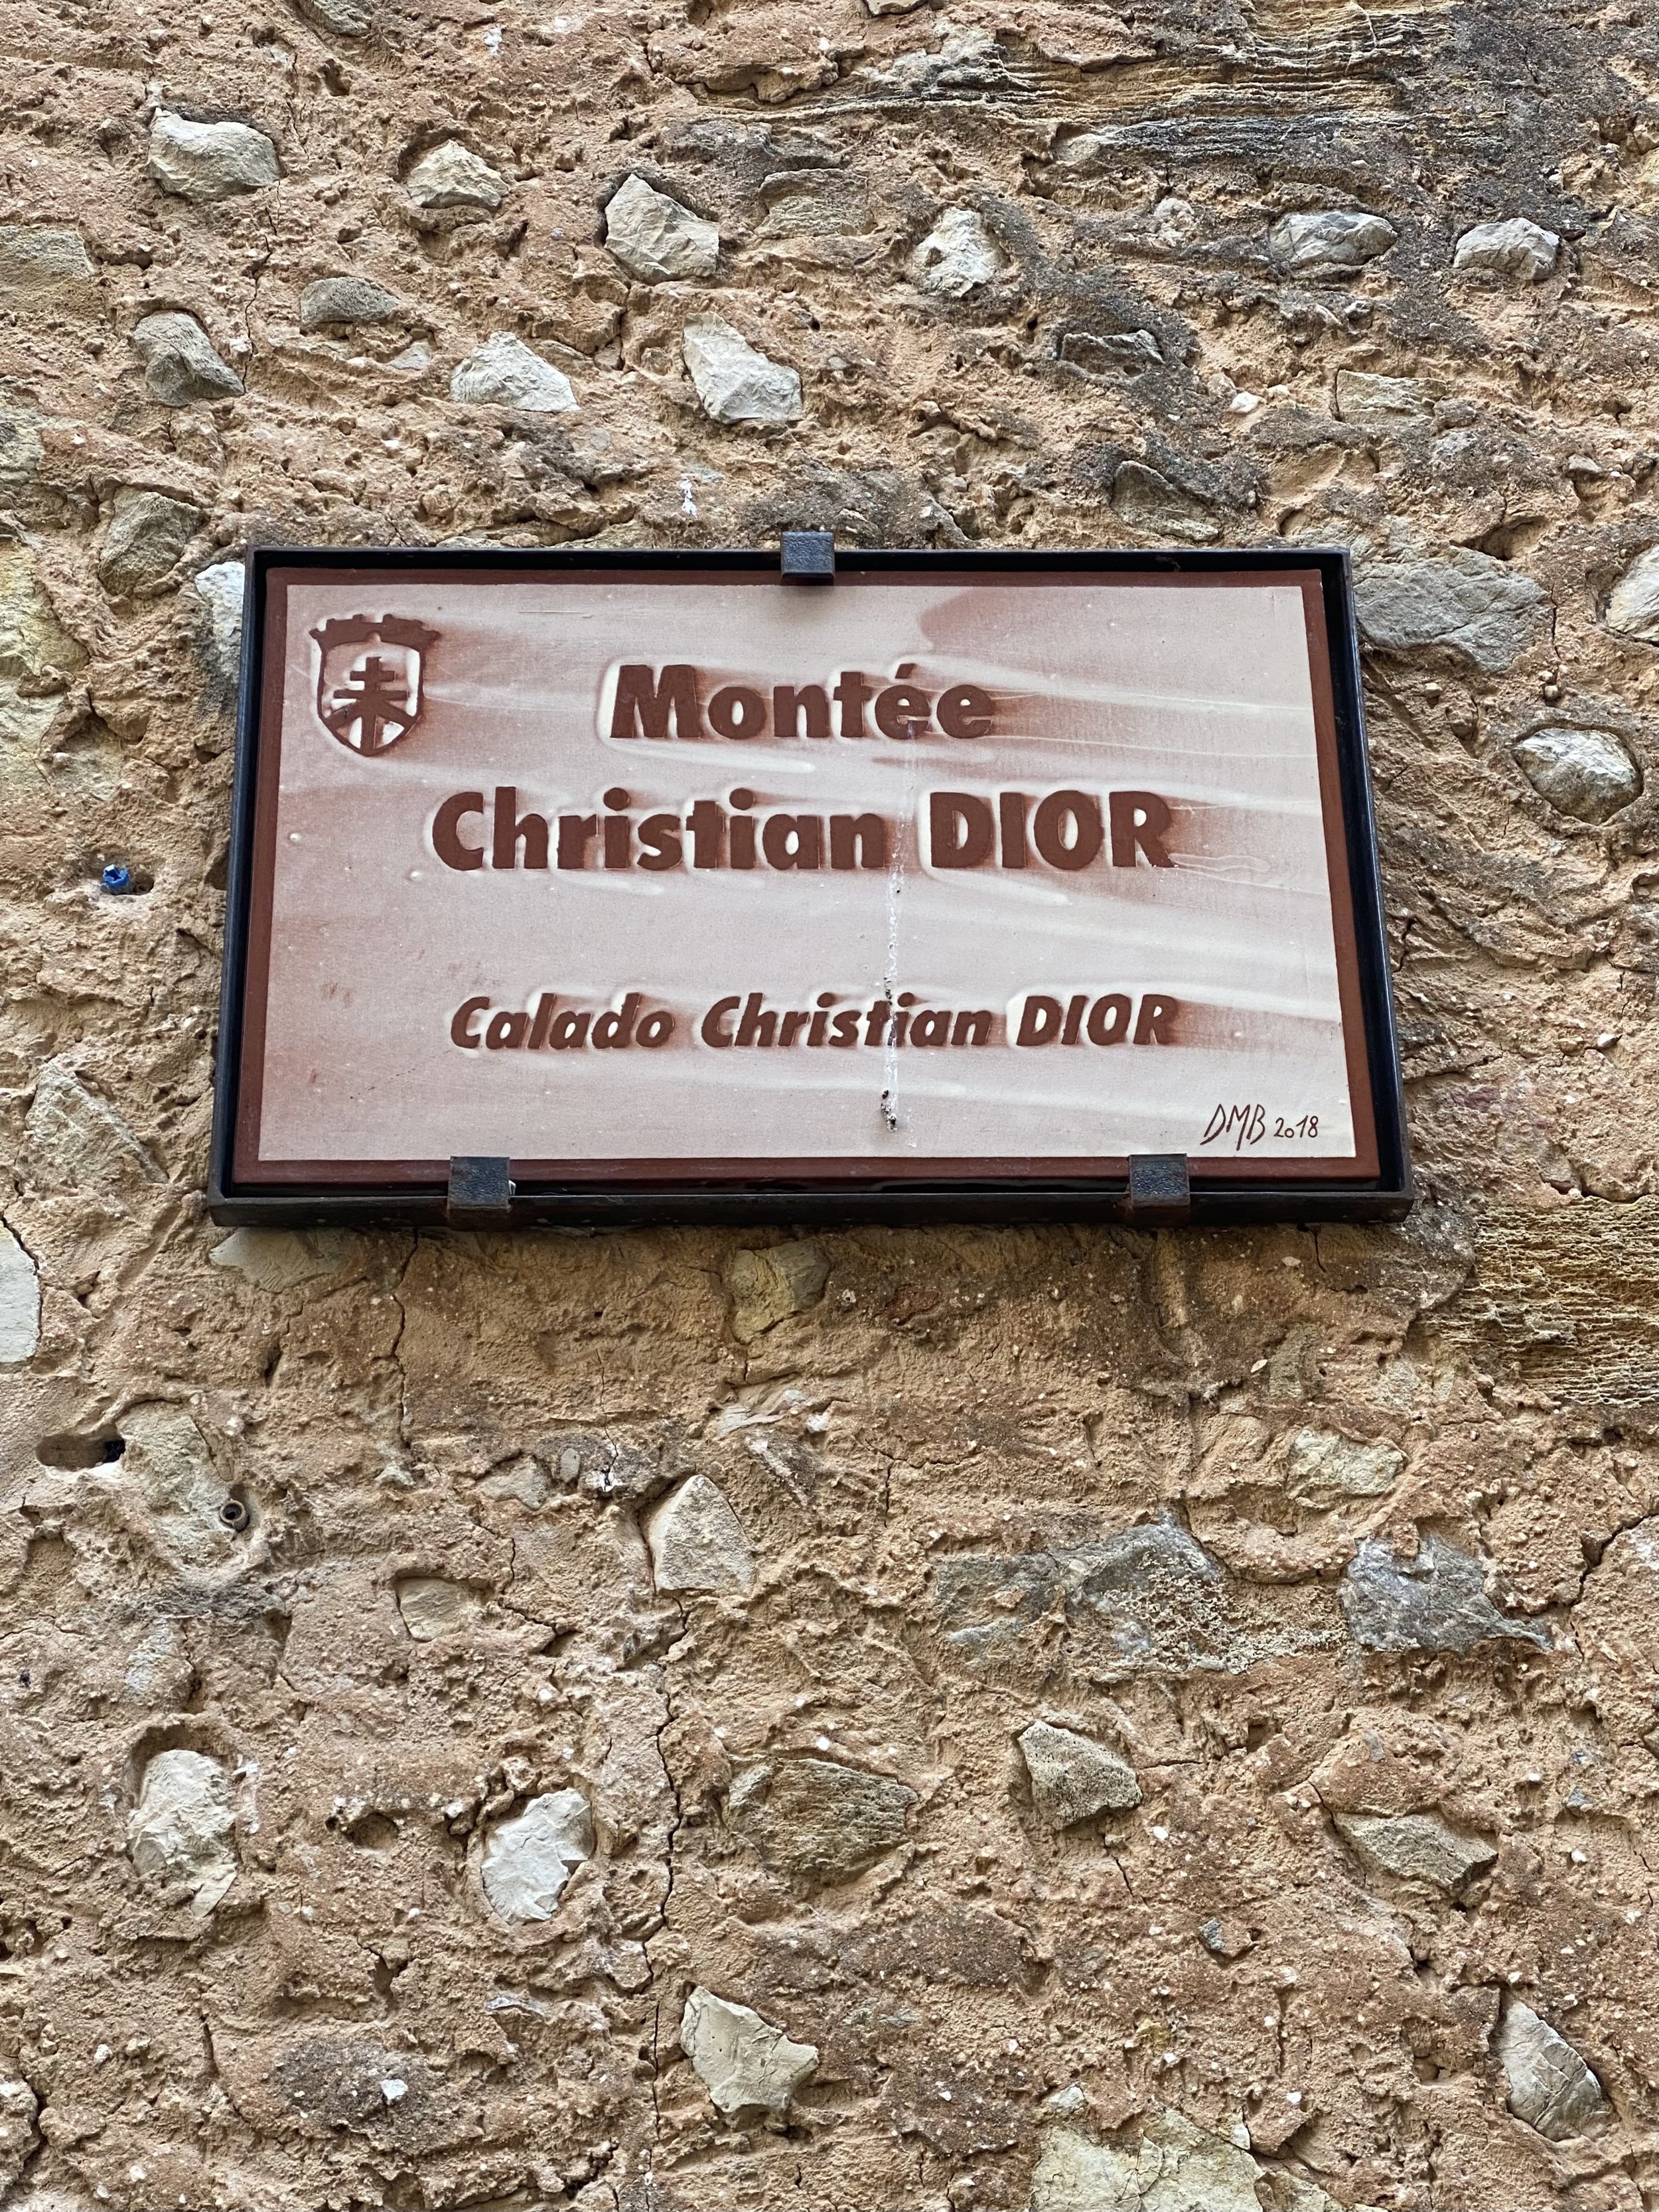 Montée
Christian DIOR
Calado Christian DIOR
DMB 2018